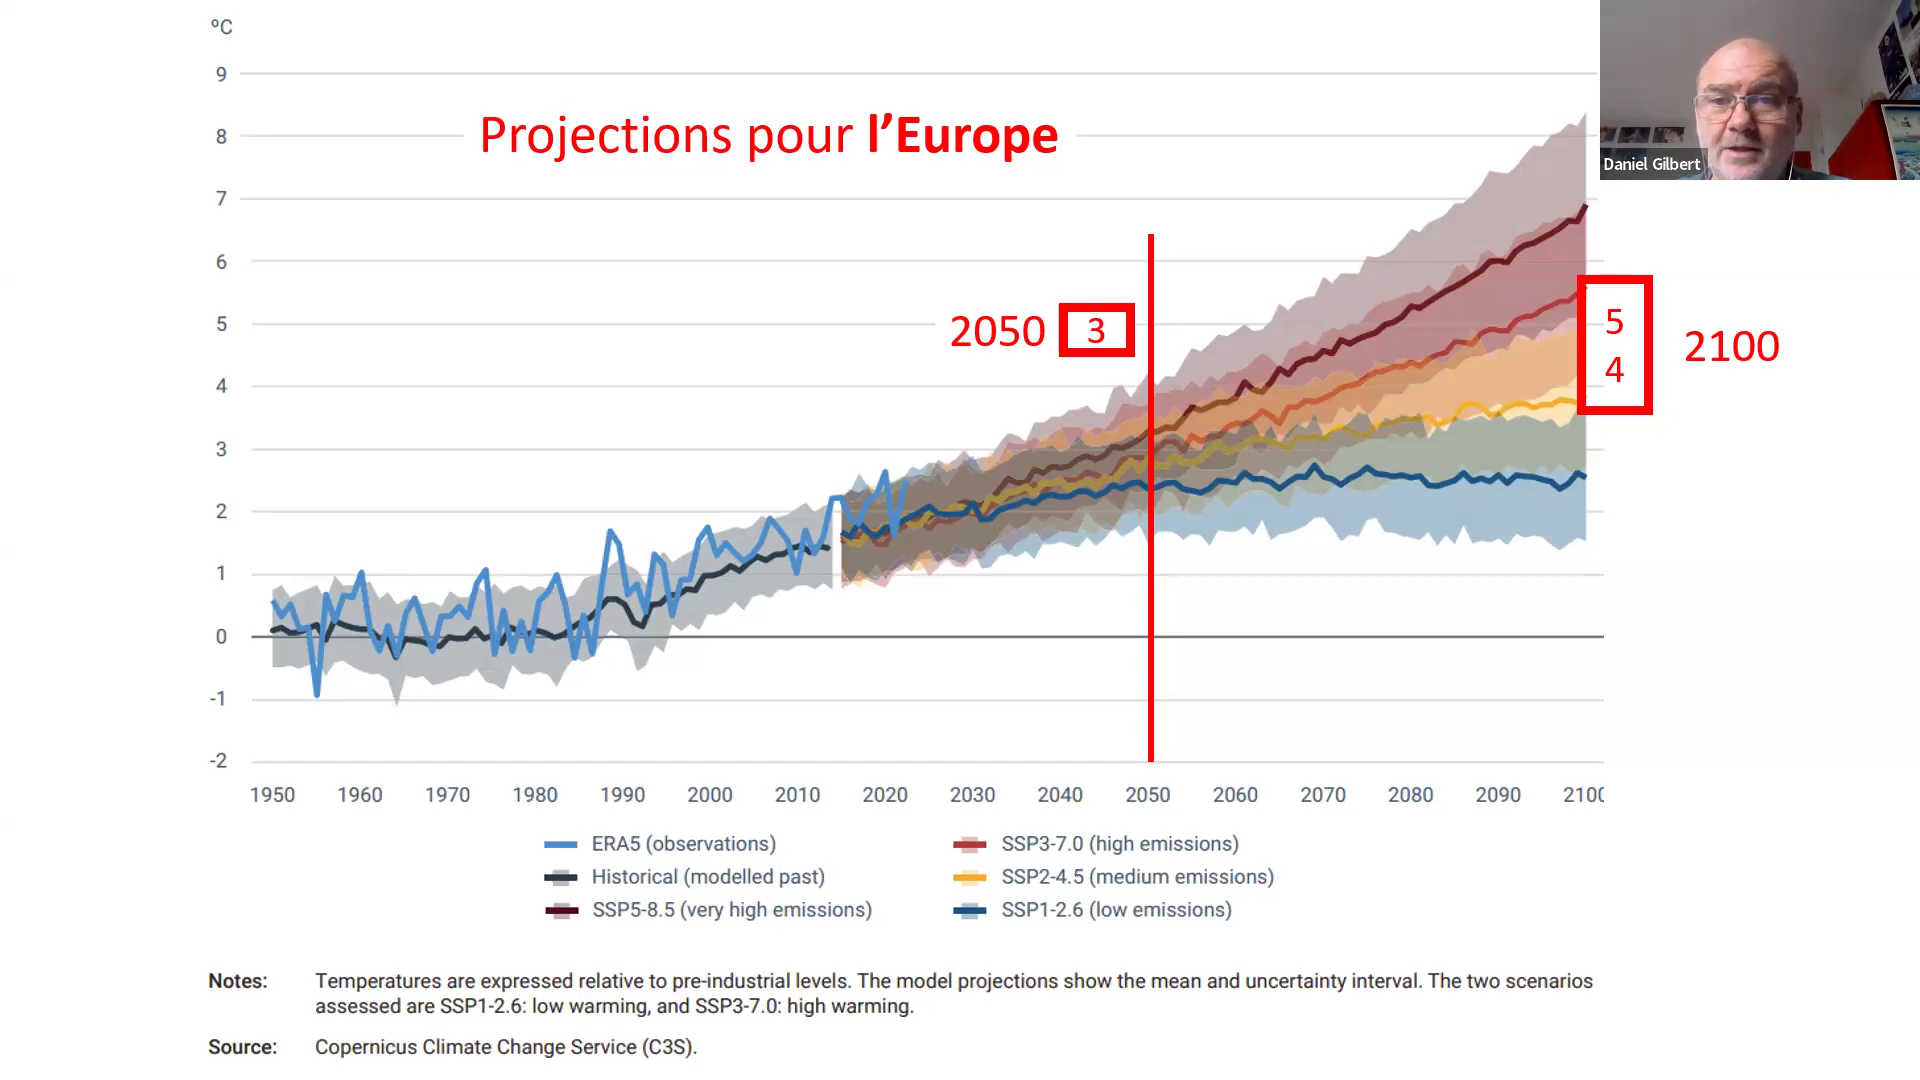 °C
9
Projections pour l'Europe
8
7
6
5
4
3
2
1
0
-1
-2
2050
3
5
4
2100
Daniel Gilbert
1950 1960 1970 1980 1990 2000 2010 2020 2030 2040 2050 2060 2070 2080 2090 2100
ERA5 (observations)
Historical (modelled past)
SSP5-8.5 (very high emissions)
SSP3-7.0 (high emissions)
SSP2-4.5 (medium emissions)
SSP1-2.6 (low emissions)
Notes: Temperatures are expressed relative to pre-industrial levels. The model projections show the mean and uncertainty interval. The two scenarios
assessed are SSP1-2.6: low warming, and SSP3-7.0: high warming.
Source: Copernicus Climate Change Service (C3S).